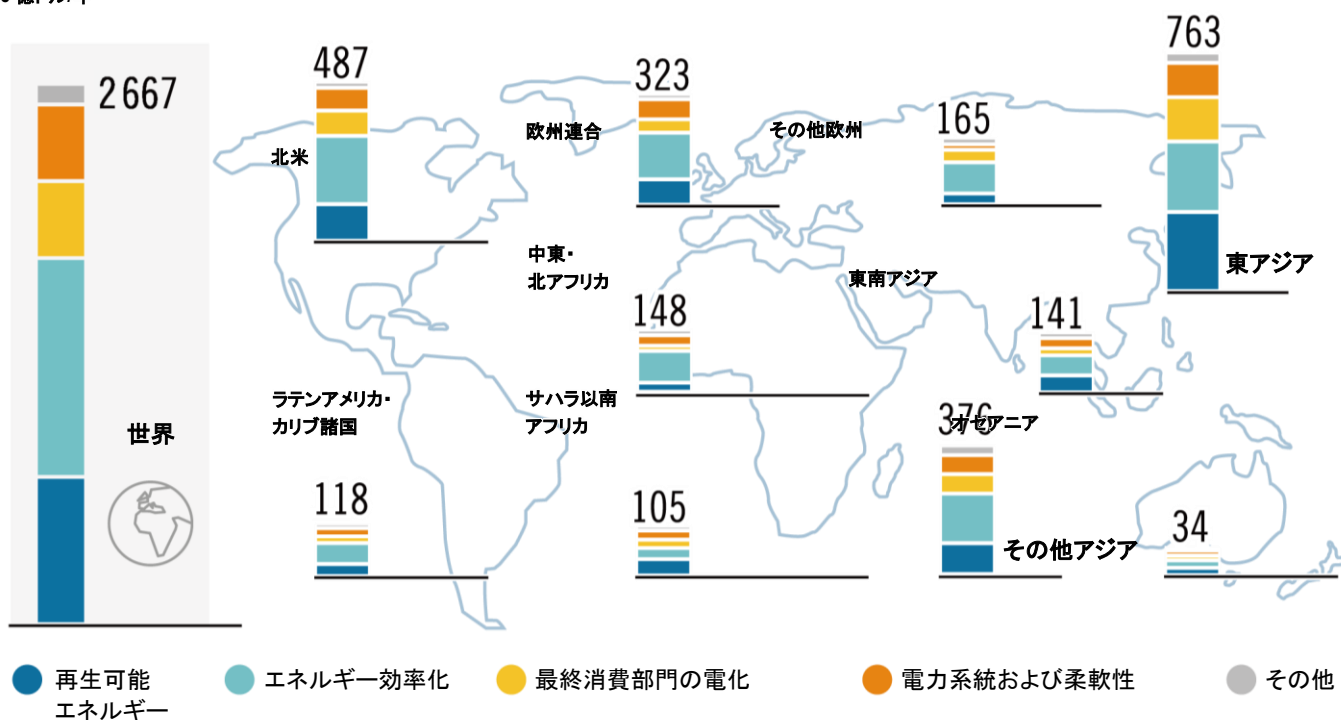 2667
世界
487
北米
323
欧州連合
165
その他欧州
763
東アジア
148
中東・
北アフリカ
141
東南アジア
118
ラテンアメリカ・
カリブ諸国
105
サハラ以南
アフリカ
376
オセアニア
その他アジア
34
再生可能
エネルギー
エネルギー効率化
最終消費部門の電化
電力系統および柔軟性
その他